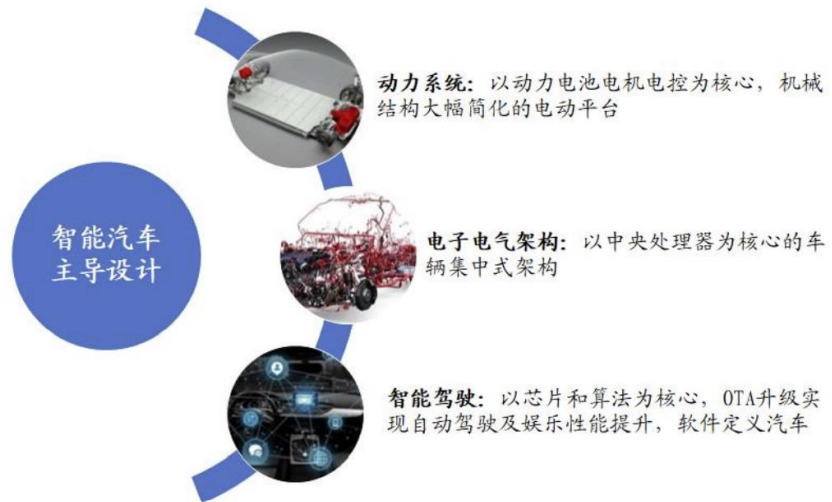 动力系统：以动力电池电机电控为核心，机械
结构大幅简化的电动平台
智能汽车
主导设计
电子电气架构：以中央处理器为核心的车
辆集中式架构
智能驾驶：以芯片和算法为核心，OTA升级实
现自动驾驶及娱乐性能提升，软件定义汽车